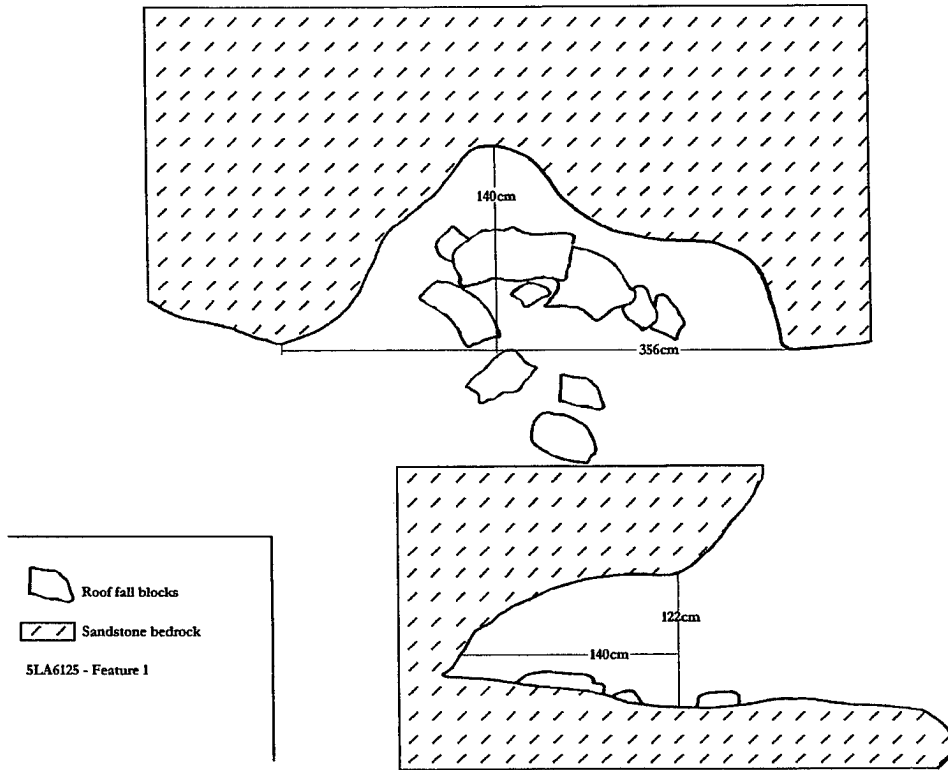 140cm
356cm
122cm
140cm
Roof fall blocks
Sandstone bedrock
5LA6125 - Feature 1